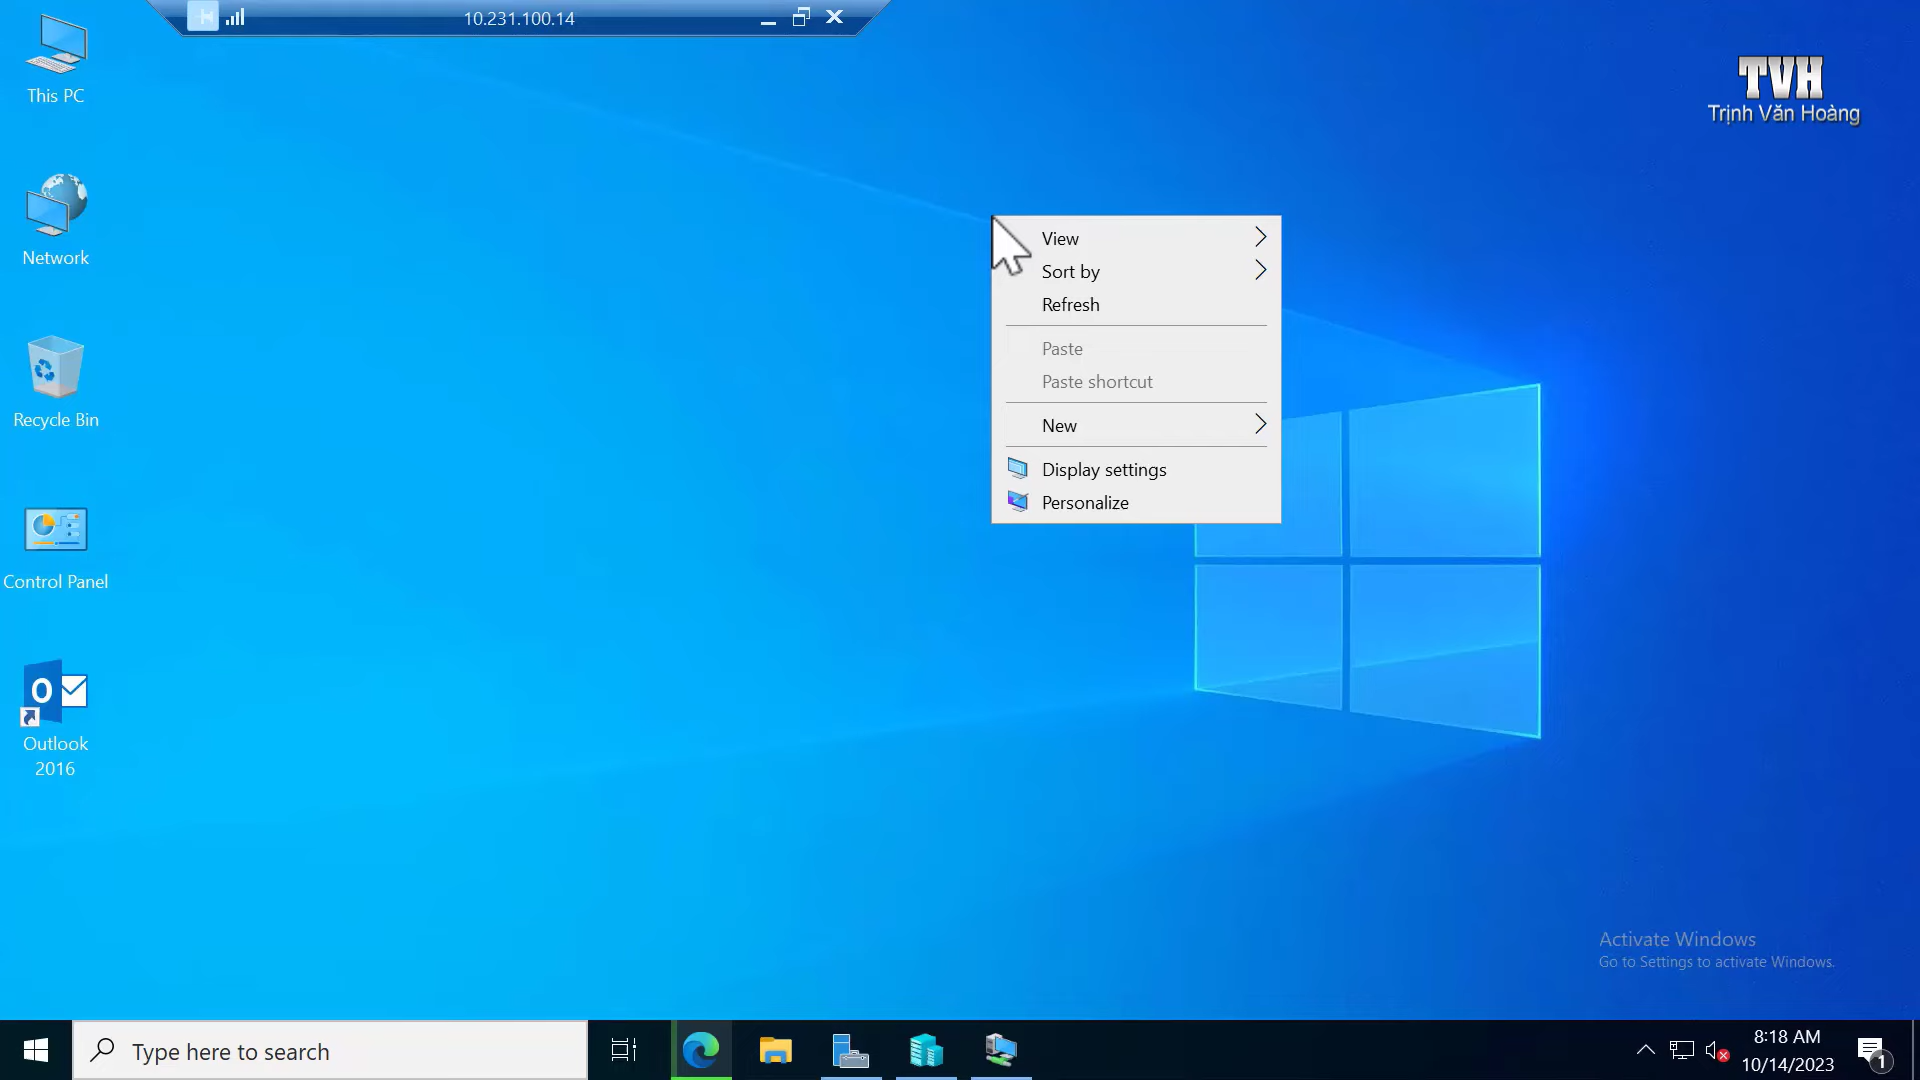 10.231.100.14
This PC
TVH
Trịnh Văn Hoàng
Network
Recycle Bin
Control Panel
Outlook
2016
View
Sort by
Refresh
Paste
Paste shortcut
New
Display settings
Personalize
Activate Windows
Go to Settings to activate Windows.
Type here to search
8:18 AM
10/14/2023
1